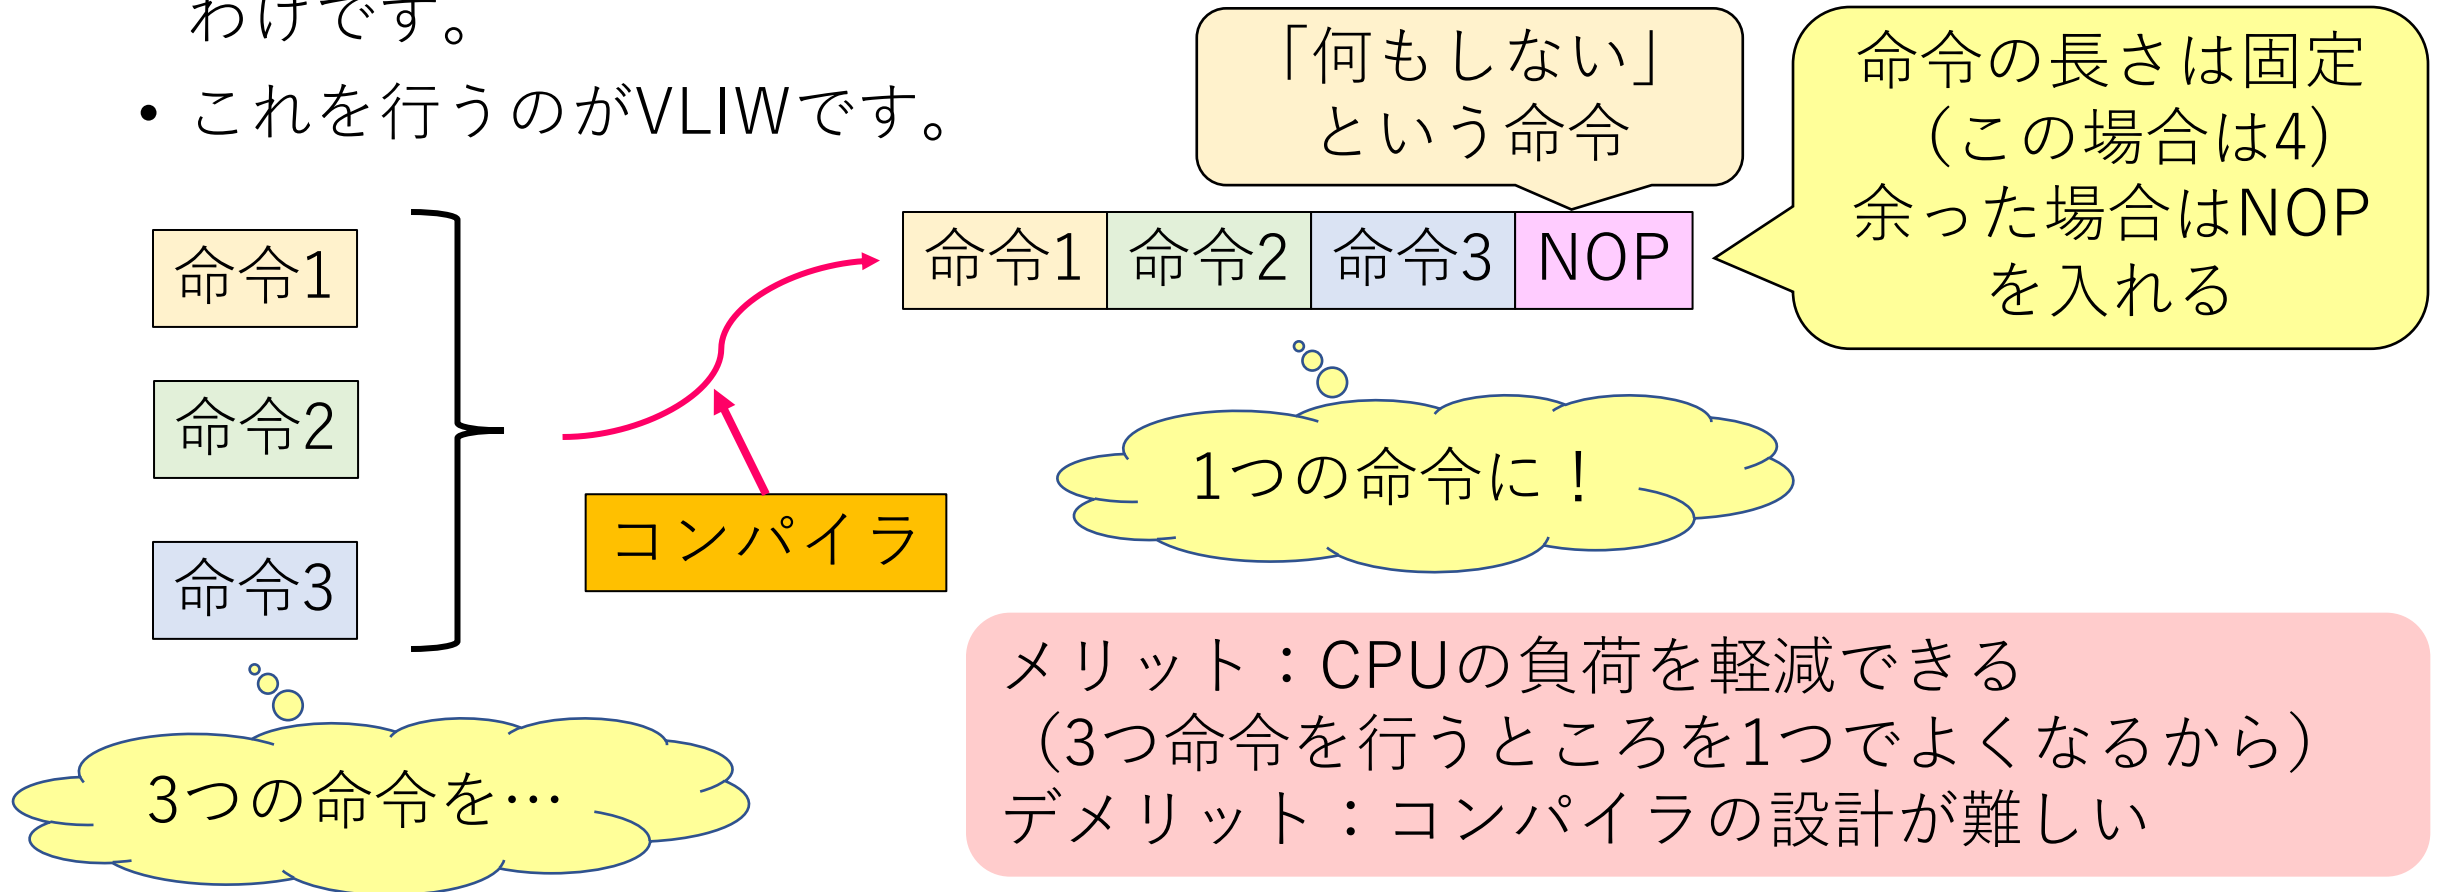 わけです。
• これを行うのがVLIWです。
「何もしない」
という命令
命令の長さは固定
（この場合は4）
余った場合はNOP
を入れる
命令1
命令2
命令3
命令1 命令2 命令3 NOP
コンパイラ
1つの命令に！
3つの命令を…
メリット：CPUの負荷を軽減できる
（3つ命令を行うところを1つでよくなるから）
デメリット：コンパイラの設計が難しい